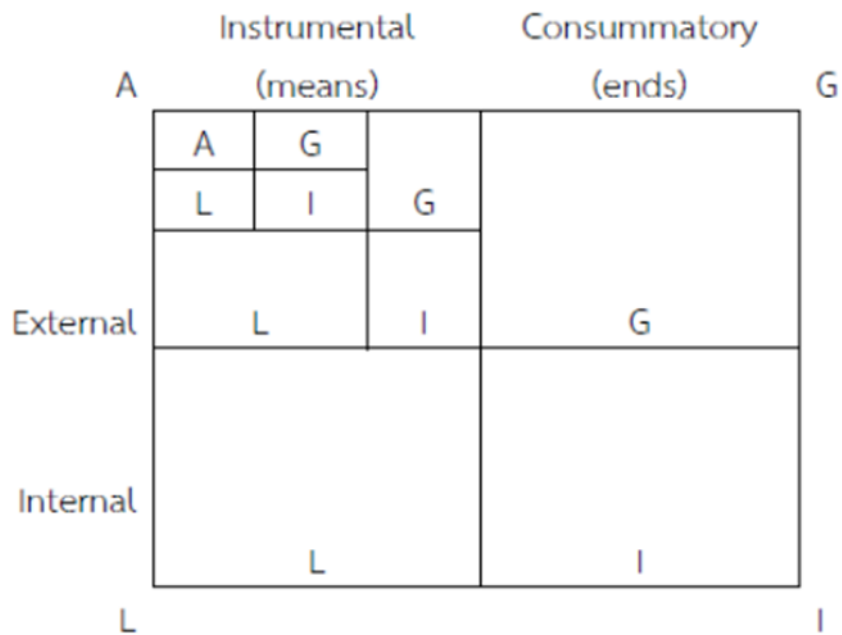 Instrumental Consummatory
A (means) (ends) G
A G
L I G
External L I G
Internal
L I
L I